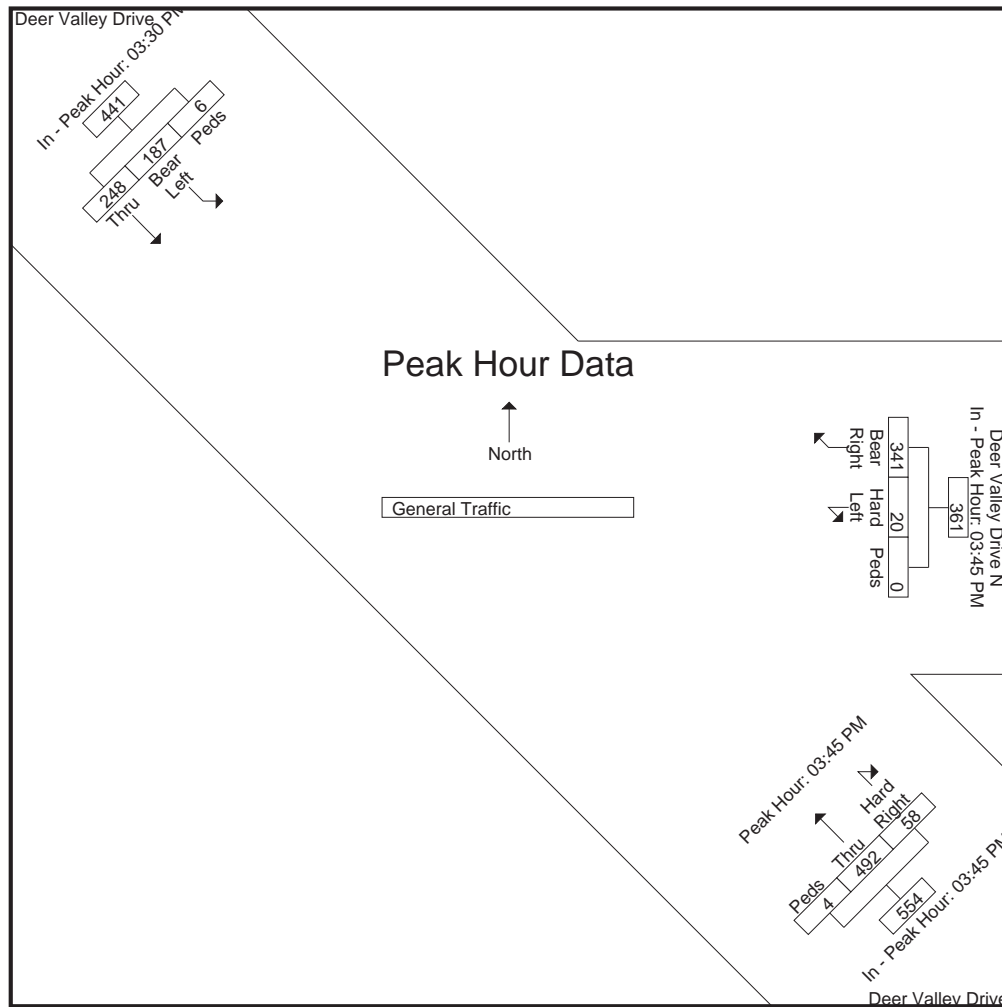 Deer Valley Drive
In - Peak Hour: 03:30 PM
441
248 187 6
Thru Bear Left Peds
Peak Hour Data
North
General Traffic
Deer Valley Drive N
In - Peak Hour: 03:45 PM
361
341 20 0
Bear Right Hard Left Peds
Peak Hour: 03:45 PM
Peds Thru Hard Right
4 492 58
554
In - Peak Hour: 03:45 PM
Deer Valley Drive